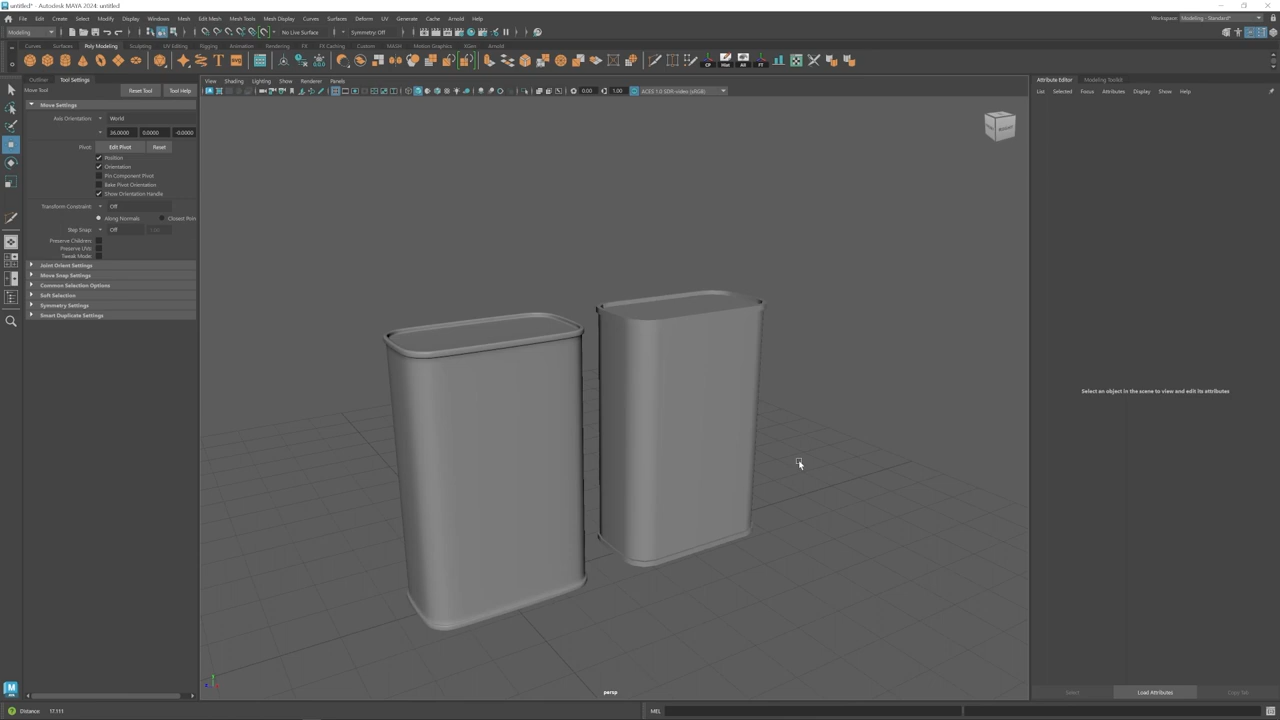 untitled* - Autodesk MAYA 2024: untitled
File Edit Create Select Modify Display Windows Mesh Edit Mesh Mesh Tools Mesh Display Curves Surfaces Deform UV Generate Cache Arnold Help
Workspace: Modeling - Standard*
Modeling
No Live Surface
Symmetry: Off
Curves Surfaces Poly Modeling Sculpting UV Editing Rigging Animation Rendering FX FX Caching Custom MASH Motion Graphics XGen Arnold
CP Hist All FT
Outliner Tool Settings
View Shading Lighting Show Renderer Panels
Attribute Editor Modeling Toolkit
Move Tool
Reset Tool Tool Help
0.00 1.00 ACES 1.0 SDR-video (sRGB)
List Selected Focus Attributes Display Show Help
Move Settings
Axis Orientation: World
36.0000 0.0000 -0.0000
Pivot: Edit Pivot Reset
Position
Orientation
Pin Component Pivot
Bake Pivot Orientation
Show Orientation Handle
Transform Constraint: Off
Along Normals Closest Poin
Step Snap: Off 1.00
Preserve Children:
Preserve UVs:
Tweak Mode:
Joint Orient Settings
Move Snap Settings
Common Selection Options
Soft Selection
Symmetry Settings
Smart Duplicate Settings
Select an object in the scene to view and edit its attributes
persp
Select Load Attributes Copy Tab
Distance: 17.111
MEL